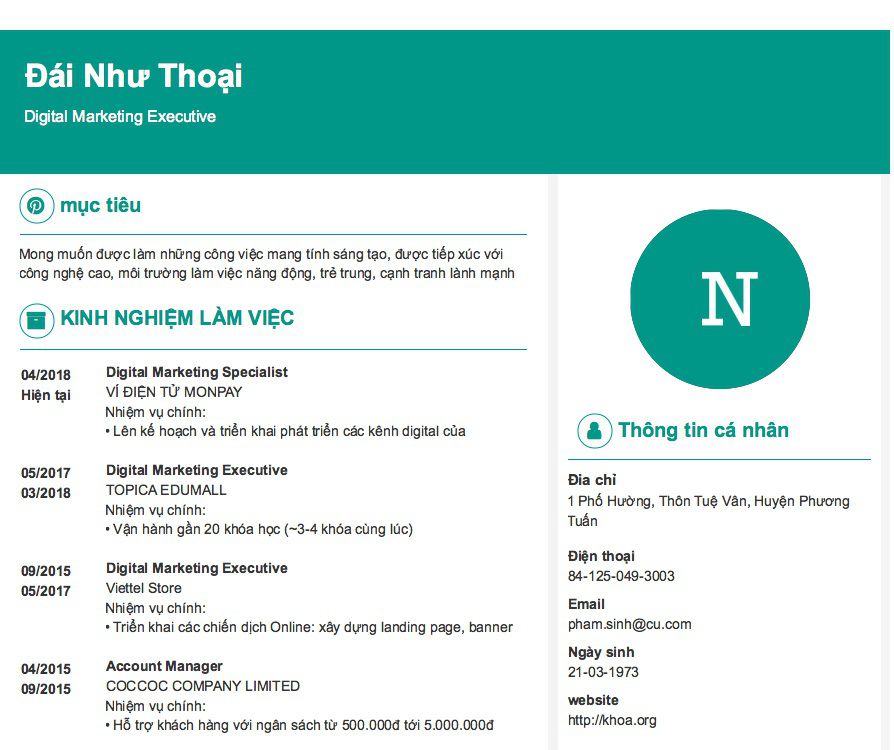 Đái Như Thoại
Digital Marketing Executive
mục tiêu
Mong muốn được làm những công việc mang tính sáng tạo, được tiếp xúc với
công nghệ cao, môi trường làm việc năng động, trẻ trung, cạnh tranh lành mạnh
KINH NGHIỆM LÀM VIỆC
04/2018
Hiện tại
Digital Marketing Specialist
VÍ ĐIỆN TỬ MONPAY
Nhiệm vụ chính:
• Lên kế hoạch và triển khai phát triển các kênh digital của
05/2017
03/2018
Digital Marketing Executive
TOPICA EDUMALL
Nhiệm vụ chính:
• Vận hành gần 20 khóa học (~3-4 khóa cùng lúc)
09/2015
05/2017
Digital Marketing Executive
Viettel Store
Nhiệm vụ chính:
• Triển khai các chiến dịch Online: xây dựng landing page, banner
04/2015
09/2015
Account Manager
COCCOC COMPANY LIMITED
Nhiệm vụ chính:
• Hỗ trợ khách hàng với ngân sách từ 500.000đ tới 5.000.000đ
N
Thông tin cá nhân
Đia chỉ
1 Phố Hường, Thôn Tuệ Vân, Huyện Phương
Tuấn
Điện thoại
84-125-049-3003
Email
pham.sinh@cu.com
Ngày sinh
21-03-1973
website
http://khoa.org